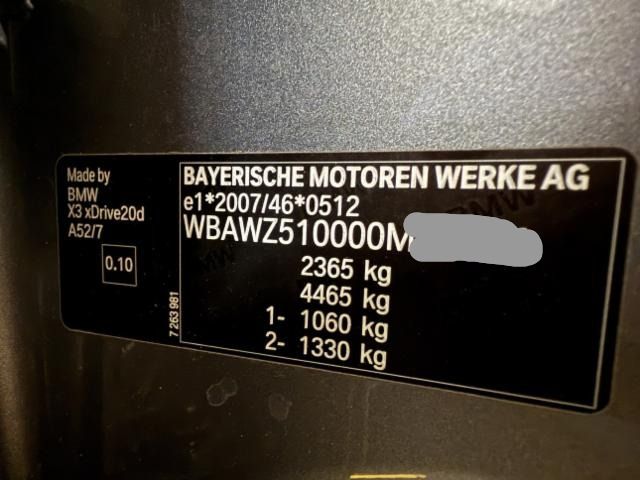 Made by
BMW
X3 xDrive20d
A52/7
0.10
7 263 981
BAYERISCHE MOTOREN WERKE AG
e1*2007/46*0512
WBAWZ510000M
2365 kg
4465 kg
1- 1060 kg
2- 1330 kg